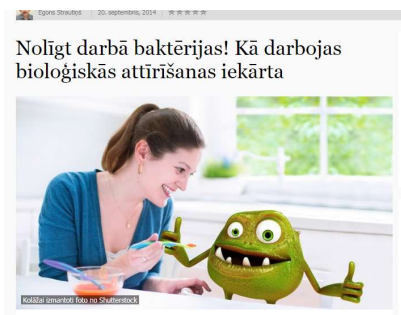 Egons Strautiņš | 20. septembris, 2014
Nolīgt darbā baktērijas! Kā darbojas
bioloģiskās attīrīšanas iekārta
Kolāžai izmantoti foto no Shutterstock